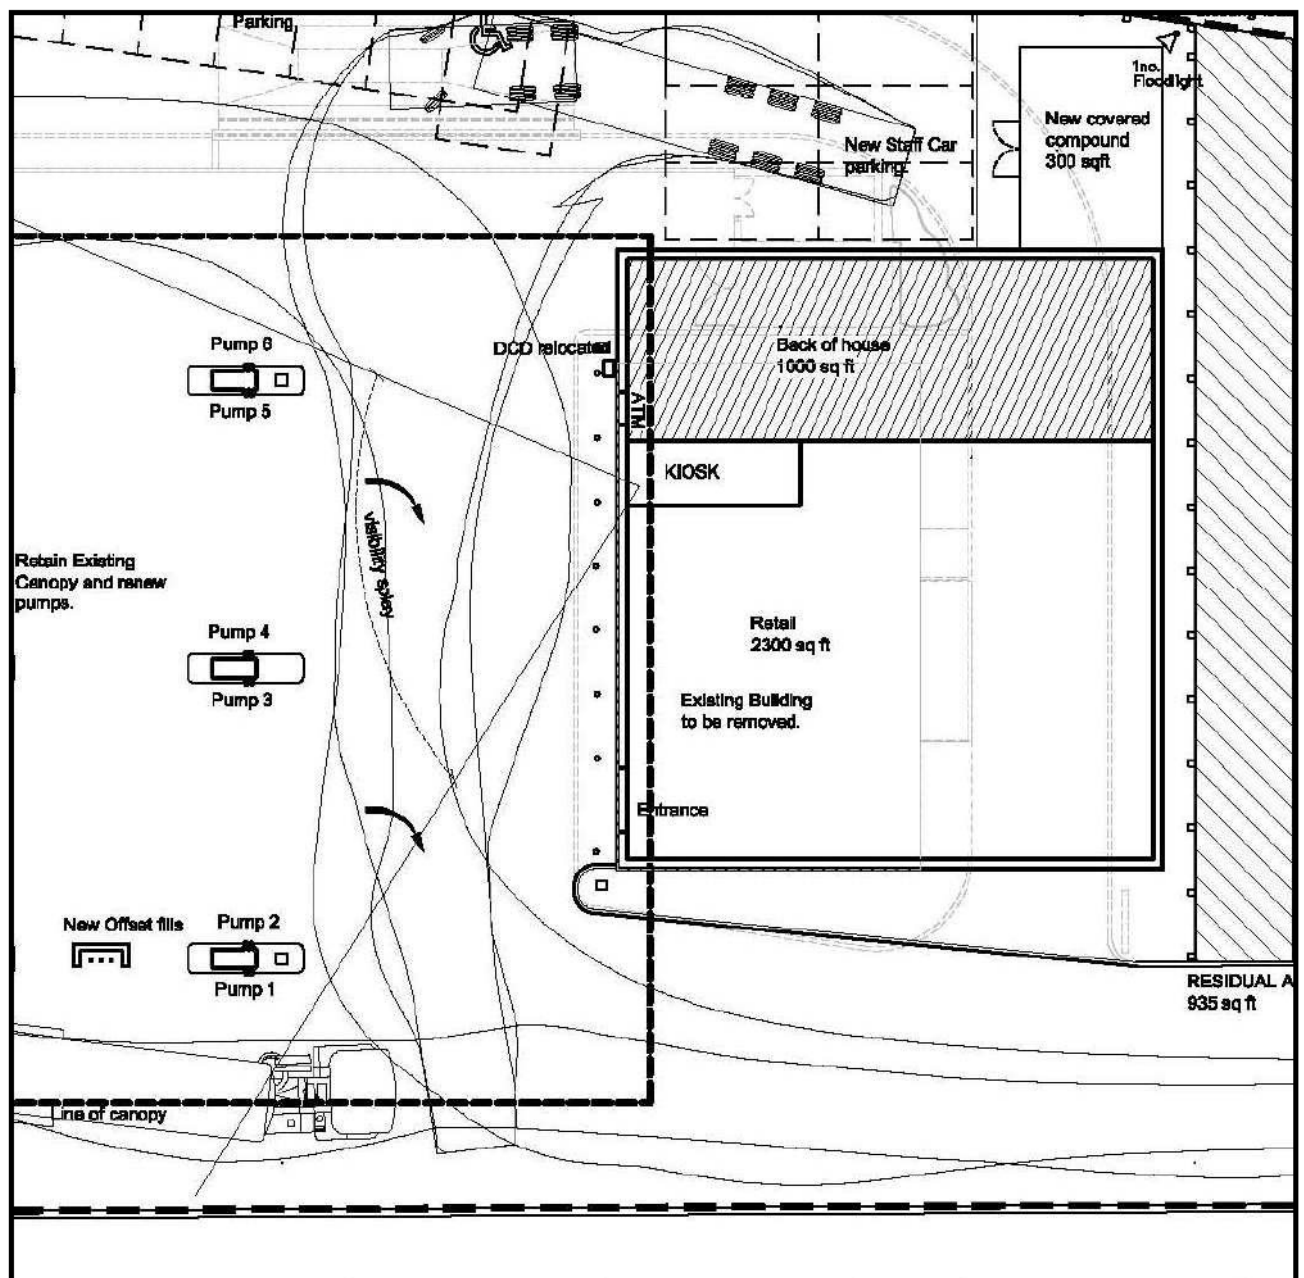 Parking
1no.
Floodlight
New covered
compound
300 sqft
New Staff Car
parking.
Back of house
1000 sq ft
DCD relocated
ATM
KIOSK
Pump 6
Pump 5
visibility splay
Retain Existing
Canopy and renew
pumps.
Pump 4
Pump 3
Retail
2300 sq ft
Existing Building
to be removed.
Entrance
New Offset fills
Pump 2
Pump 1
RESIDUAL A
935 sq ft
Line of canopy